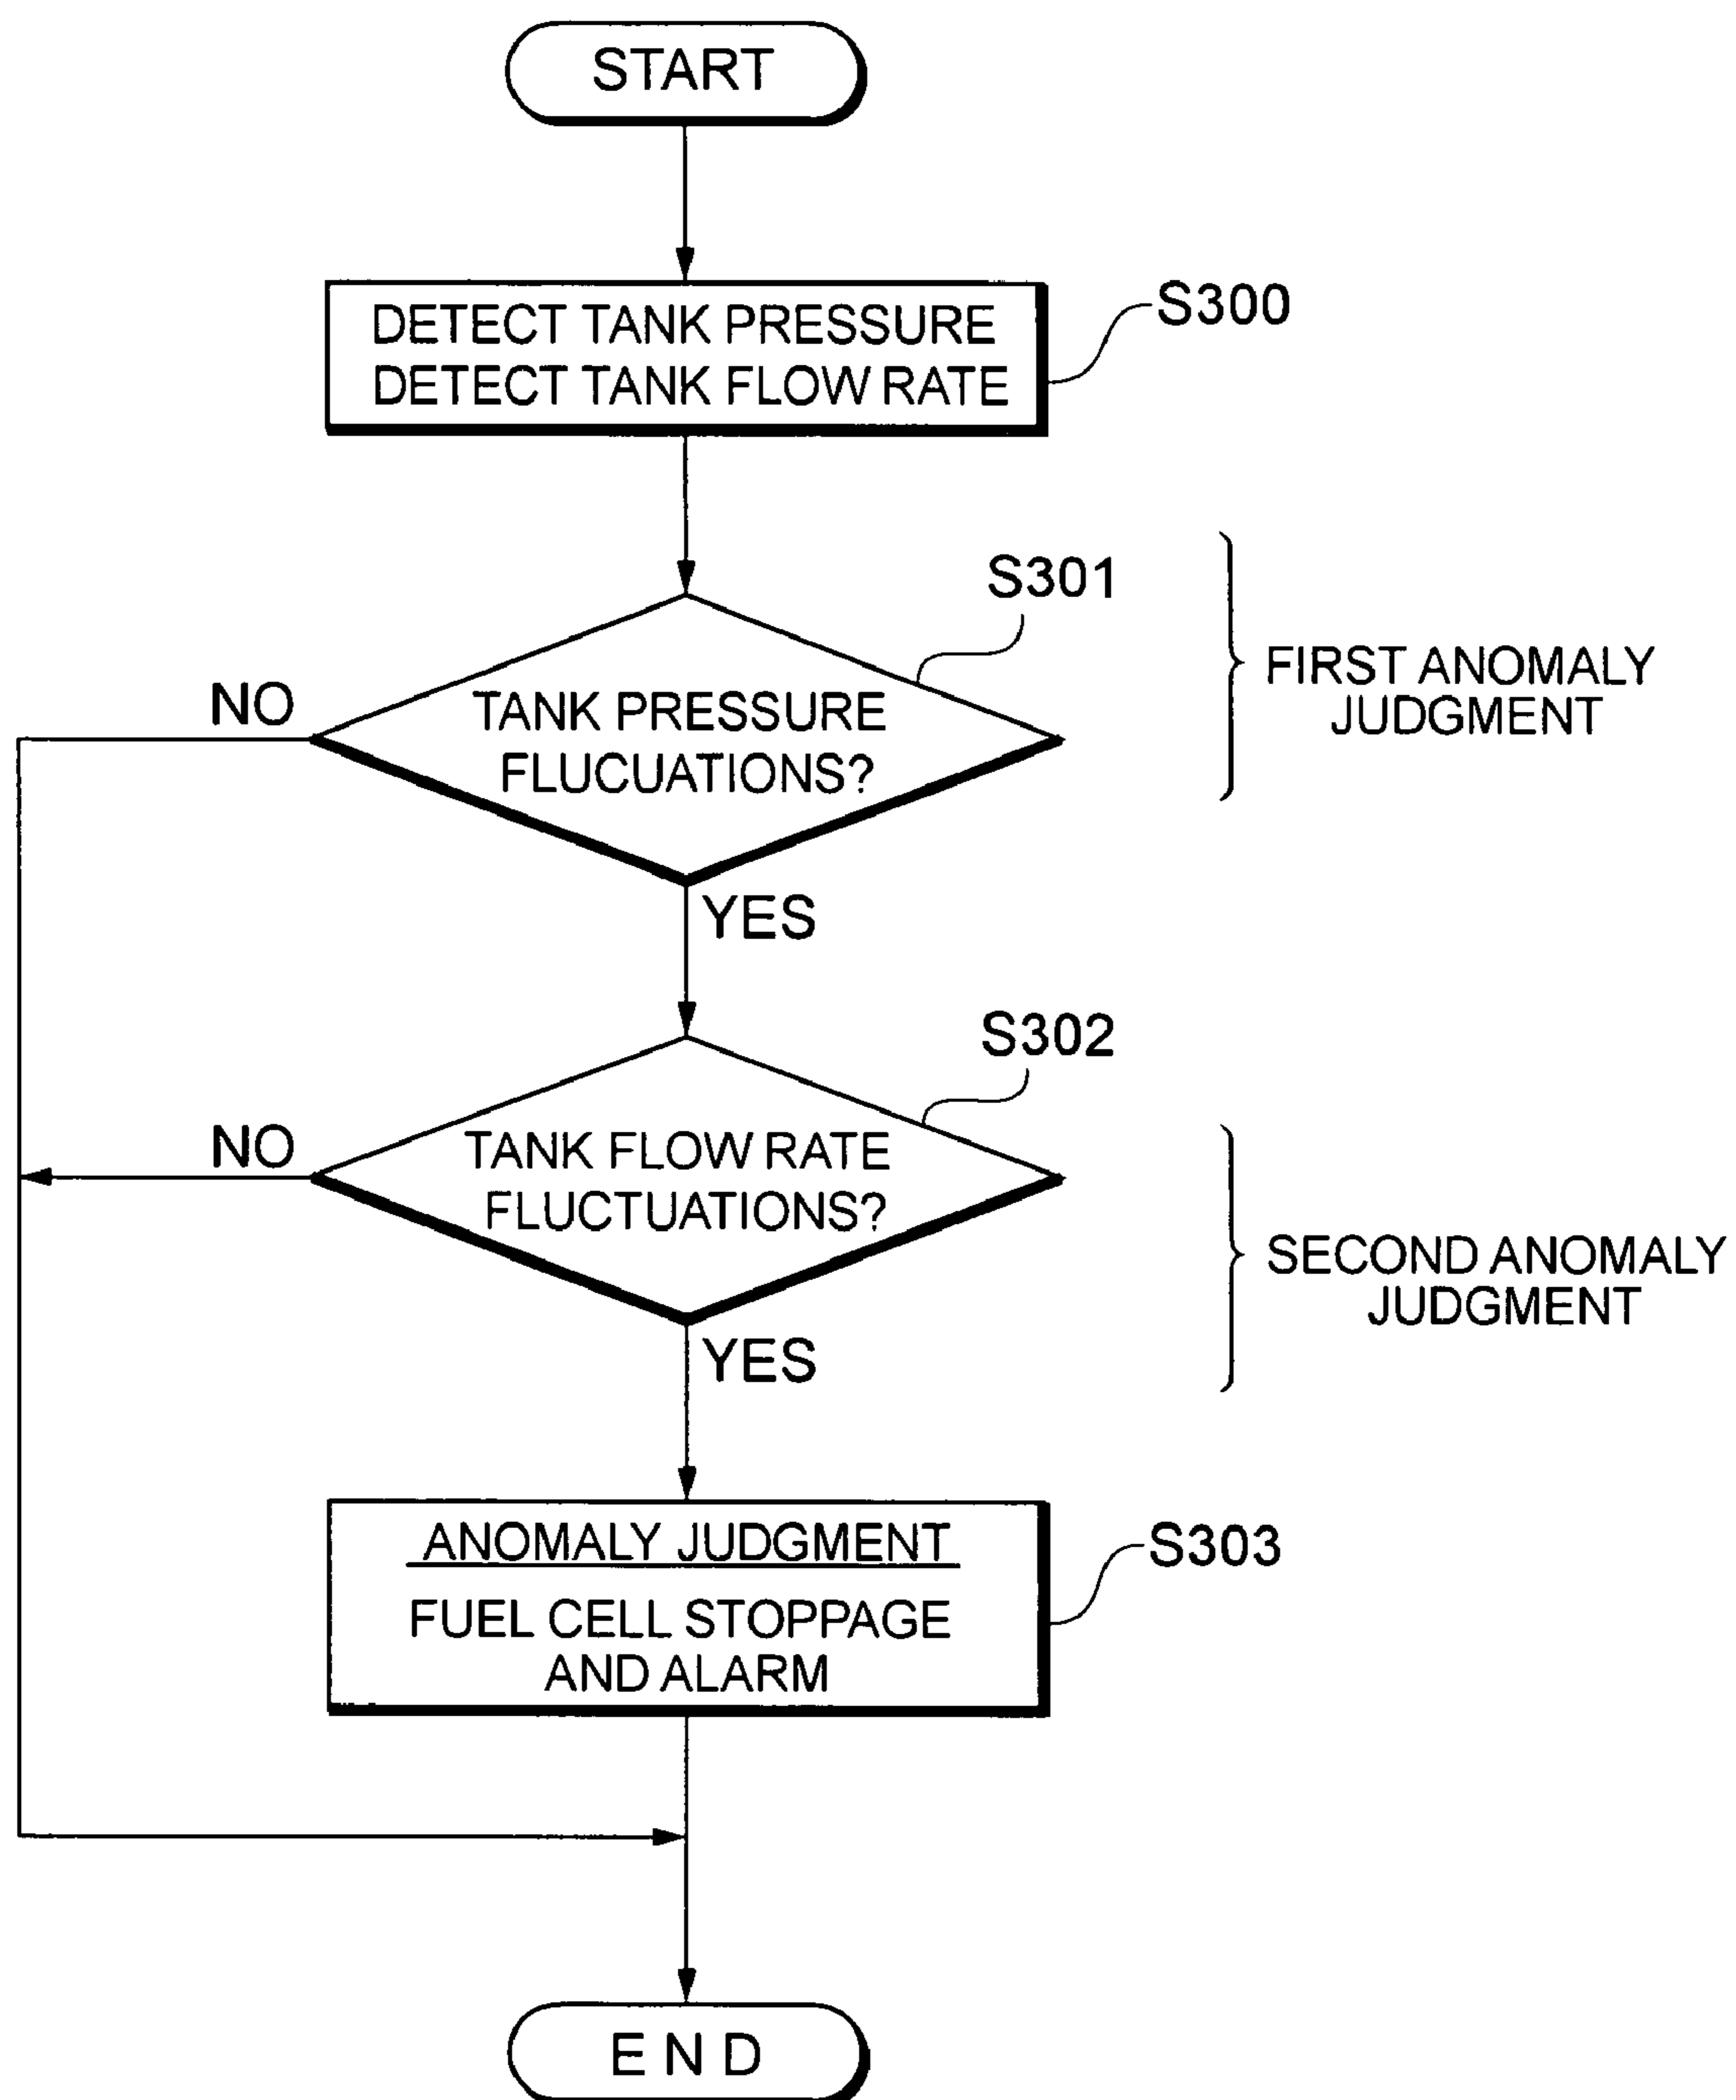 START
DETECT TANK PRESSURE
DETECT TANK FLOW RATE
S300
S301
TANK PRESSURE
FLUCUATIONS?
NO
YES
FIRST ANOMALY
JUDGMENT
S302
TANK FLOW RATE
FLUCTUATIONS?
NO
YES
SECOND ANOMALY
JUDGMENT
ANOMALY JUDGMENT
FUEL CELL STOPPAGE
AND ALARM
S303
END